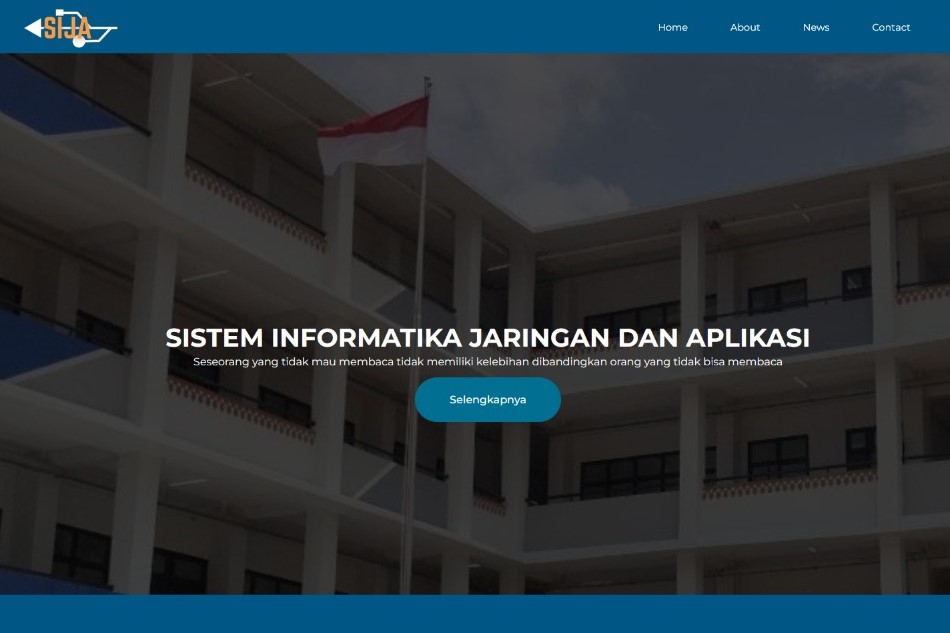 SIJA
Home About News Contact
SISTEM INFORMATIKA JARINGAN DAN APLIKASI
Seseorang yang tidak mau membaca tidak memiliki kelebihan dibandingkan orang yang tidak bisa membaca
Selengkapnya